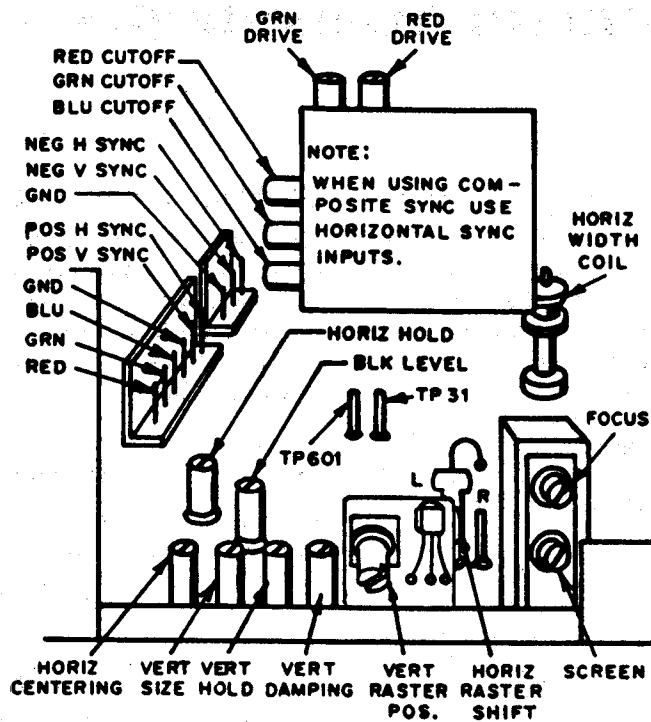 GRN
DRIVE
RED
DRIVE
RED CUTOFF
GRN CUTOFF
BLU CUTOFF
NEG H SYNC
NEG V SYNC
GND
POS H SYNC
POS V SYNC
GND
BLU
GRN
RED
NOTE:
WHEN USING COM-
POSITE SYNC USE
HORIZONTAL SYNC
INPUTS.
HORIZ
WIDTH
COIL
HORIZ HOLD
BLK LEVEL
TP 31
TP601
L
R
FOCUS
HORIZ
CENTERING
VERT
SIZE
VERT
HOLD
VERT
DAMPING
VERT
RASTER
POS.
HORIZ
RASTER
SHIFT
SCREEN